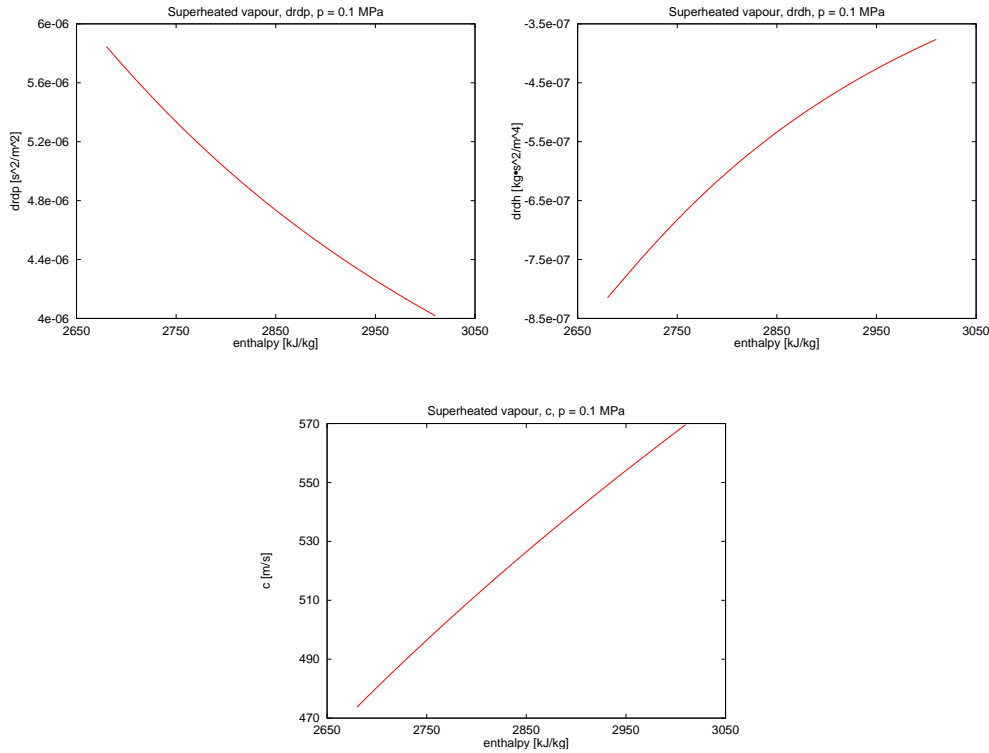 Superheated vapour, drdp, p = 0.1 MPa
6e-06
5.6e-06
5.2e-06
4.8e-06
4.4e-06
4e-06
drdp [s^2/m^2]
2650 2750 2850 2950 3050
enthalpy [kJ/kg]
Superheated vapour, drdh, p = 0.1 MPa
-3.5e-07
-4.5e-07
-5.5e-07
-6.5e-07
-7.5e-07
-8.5e-07
drdh [kg•s^2/m^4]
2650 2750 2850 2950 3050
enthalpy [kJ/kg]
Superheated vapour, c, p = 0.1 MPa
570
550
530
510
490
470
c [m/s]
2650 2750 2850 2950 3050
enthalpy [kJ/kg]